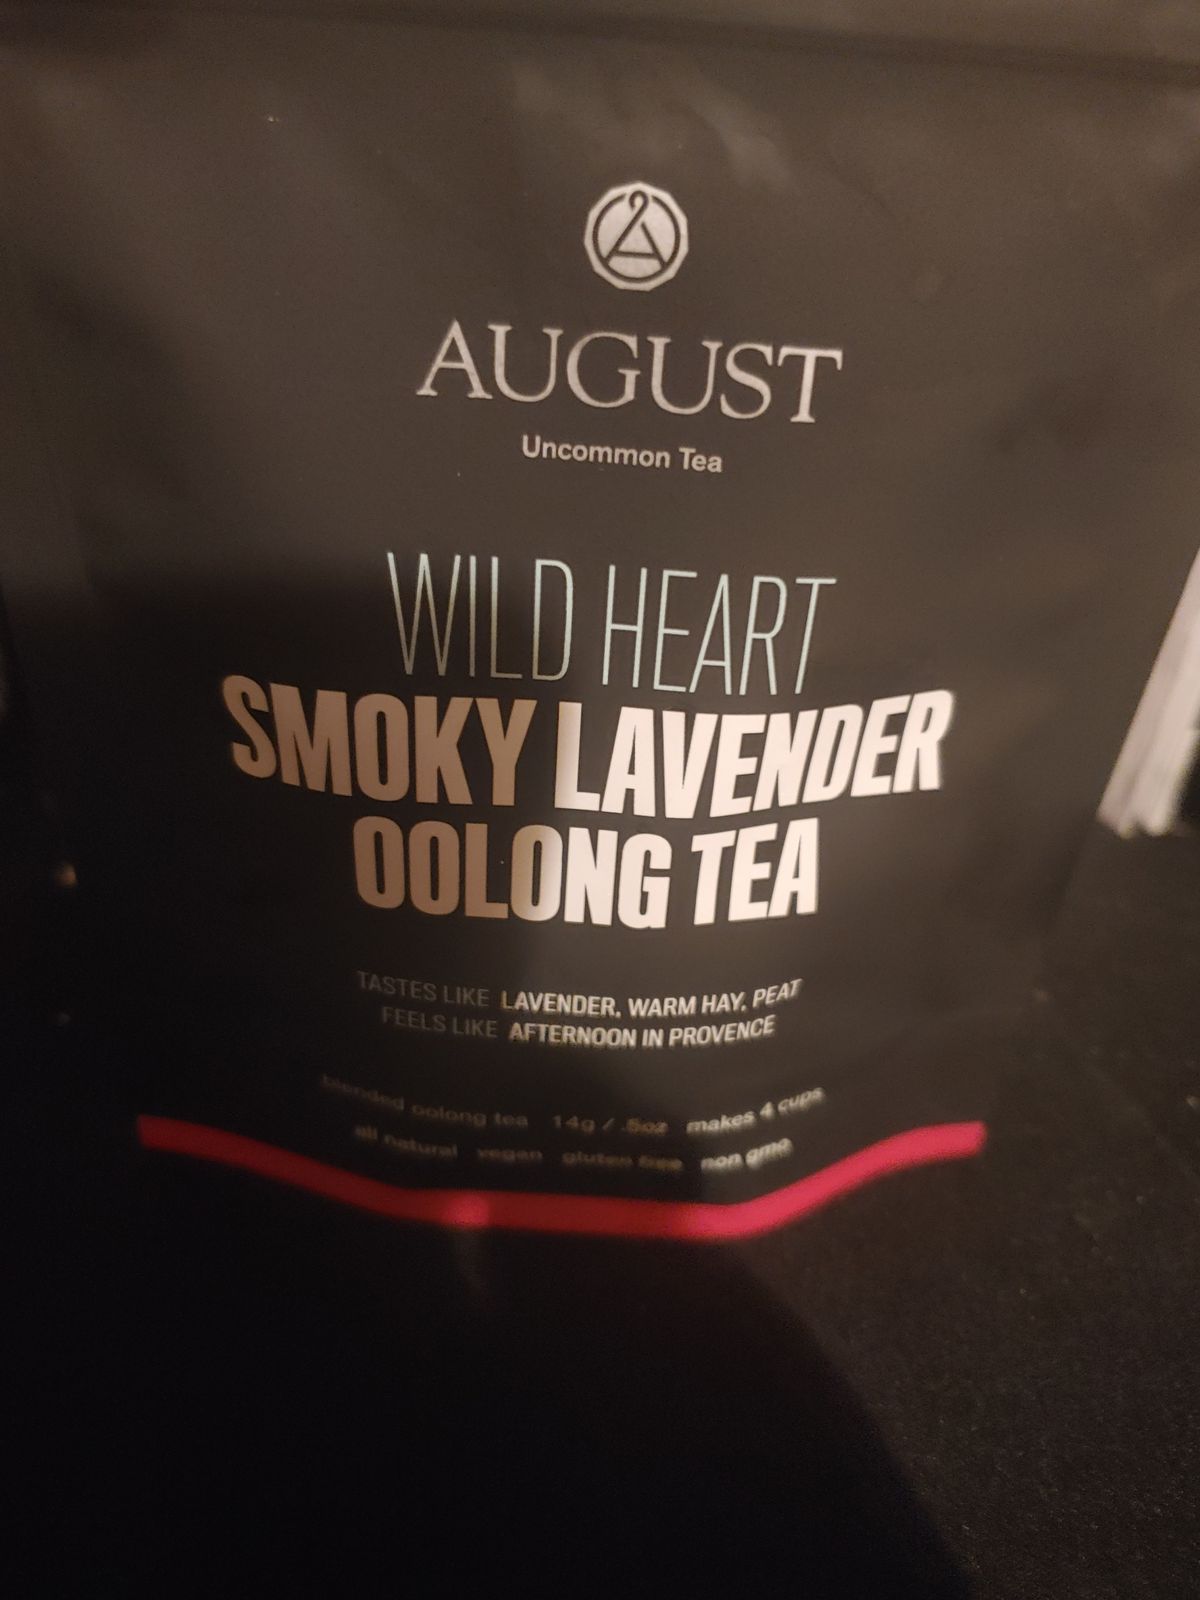 AUGUST
Uncommon Tea
WILD HEART
SMOKY LAVENDER
OOLONG TEA
TASTES LIKE LAVENDER, WARM HAY, PEAT
FEELS LIKE AFTERNOON IN PROVENCE
blended oolong tea 14g / .5oz makes 4 cups
all natural vegan gluten free non gmo